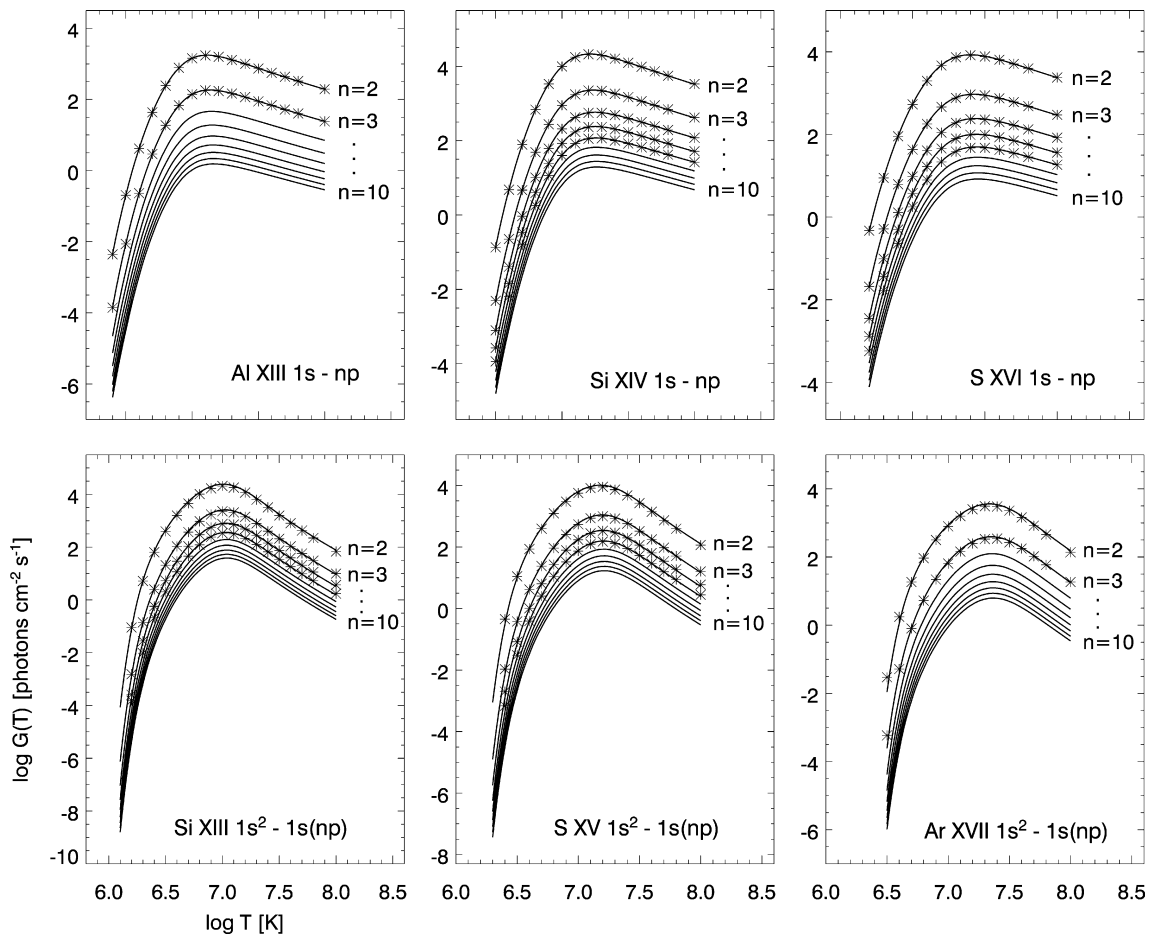 4
2
0
-2
-4
-6
n=2
n=3
n=10
Al XIII 1s - np
4
2
0
-2
-4
n=2
n=3
n=10
Si XIV 1s - np
4
2
0
-2
-4
n=2
n=3
n=10
S XVI 1s - np
log G(T) [photons cm⁻² s⁻¹]
4
2
0
-2
-4
-6
-8
-10
n=2
n=3
n=10
Si XIII 1s² - 1s(np)
6.0 6.5 7.0 7.5 8.0 8.5
log T [K]
4
2
0
-2
-4
-6
-8
n=2
n=3
n=10
S XV 1s² - 1s(np)
6.0 6.5 7.0 7.5 8.0 8.5
4
2
0
-2
-4
-6
n=2
n=3
n=10
Ar XVII 1s² - 1s(np)
6.0 6.5 7.0 7.5 8.0 8.5